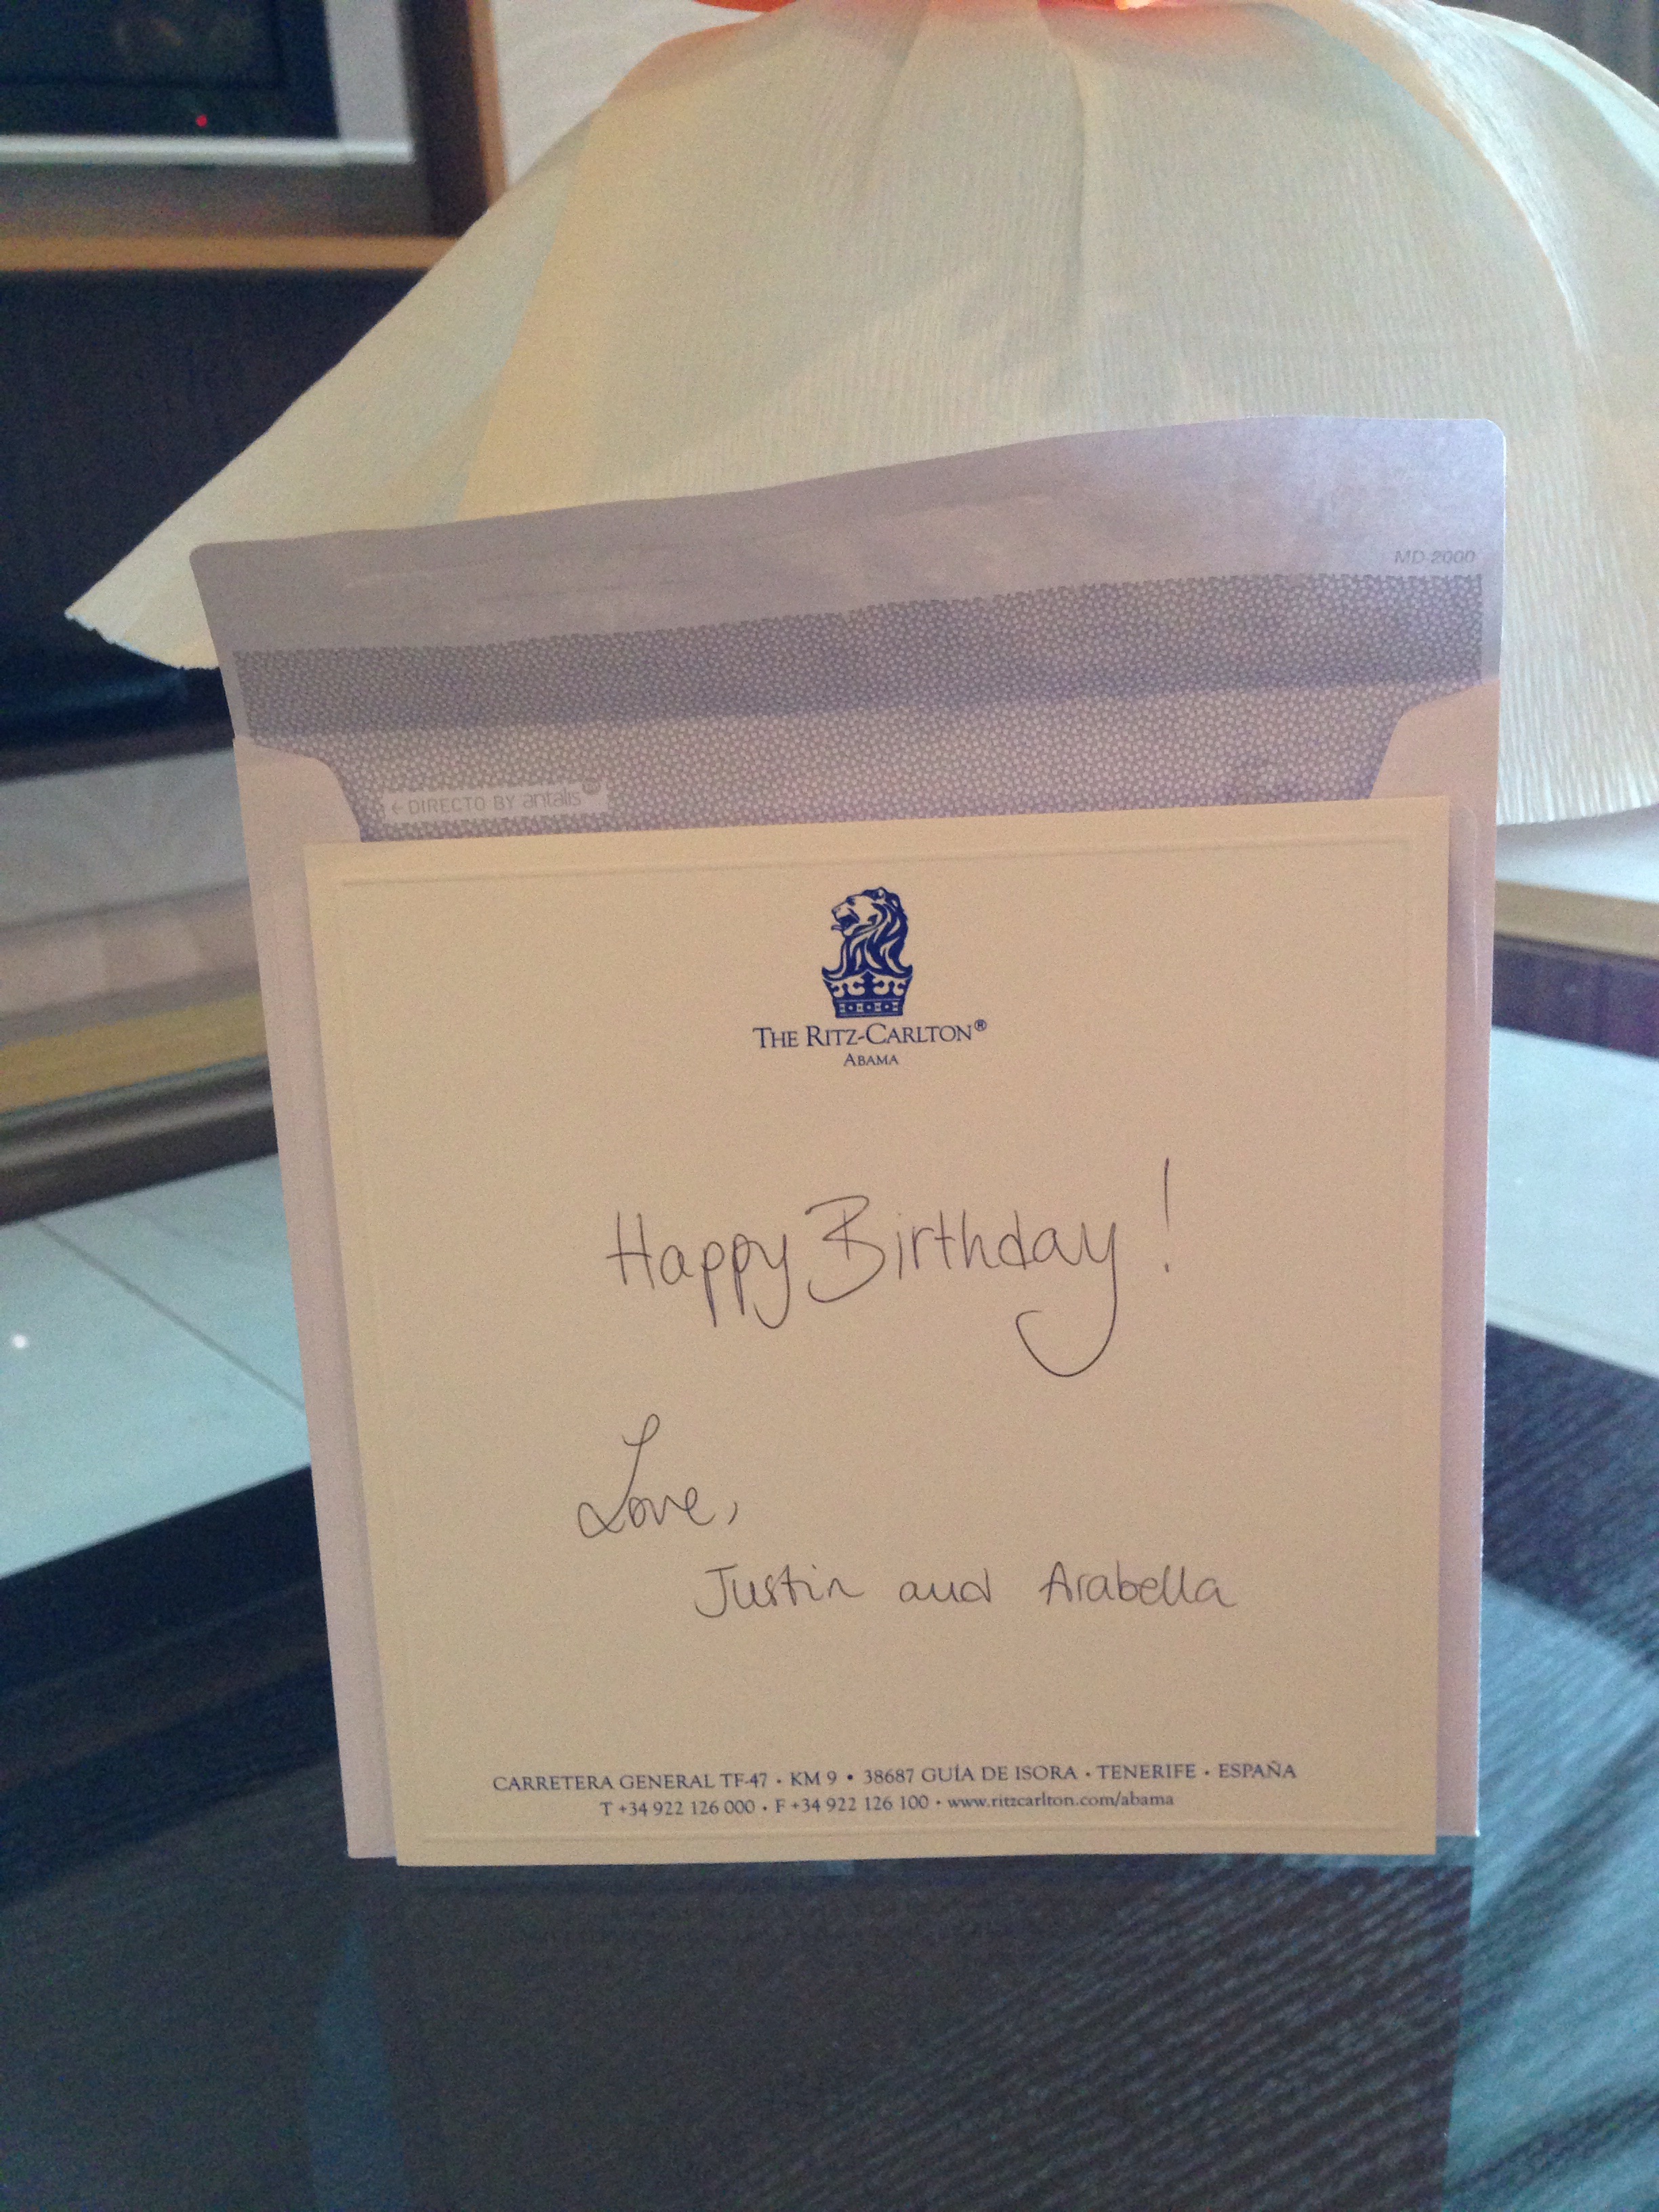 MD-2000
← DIRECTO BY antalis
THE RITZ-CARLTON®
ABAMA
Happy Birthday!
Love,
Justin and Arabella
CARRETERA GENERAL TF-47 • KM 9 • 38687 GUÍA DE ISORA • TENERIFE • ESPAÑA
T +34 922 126 000 • F +34 922 126 100 • www.ritzcarlton.com/abama